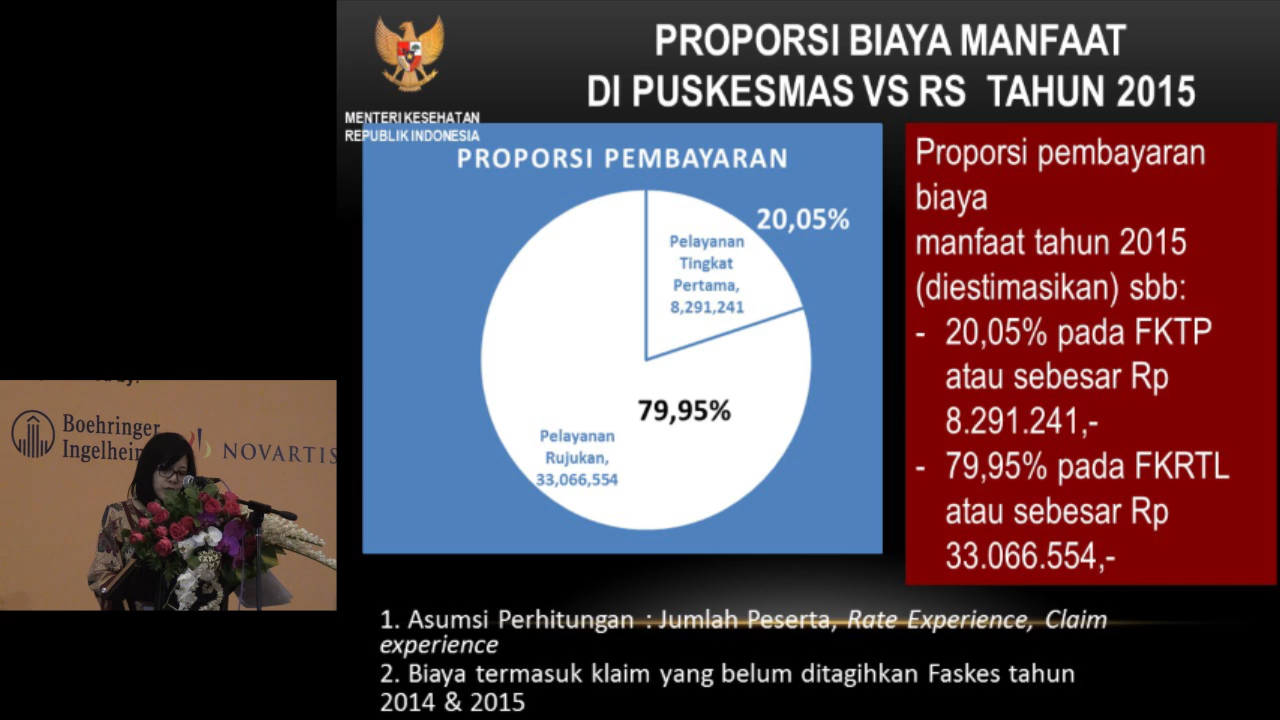 PROPORSI BIAYA MANFAAT
DI PUSKESMAS VS RS TAHUN 2015
MENTERI KESEHATAN
REPUBLIK INDONESIA
PROPORSI PEMBAYARAN
20,05%
Pelayanan
Tingkat
Pertama,
8,291,241
79,95%
Pelayanan
Rujukan,
33,066,554
Proporsi pembayaran
biaya
manfaat tahun 2015
(diestimasikan) sbb:
- 20,05% pada FKTP
atau sebesar Rp
8.291.241,-
- 79,95% pada FKRTL
atau sebesar Rp
33.066.554,-
by:
Boehringer
Ingelheim
NOVARTIS
1. Asumsi Perhitungan : Jumlah Peserta, Rate Experience, Claim
experience
2. Biaya termasuk klaim yang belum ditagihkan Faskes tahun
2014 & 2015